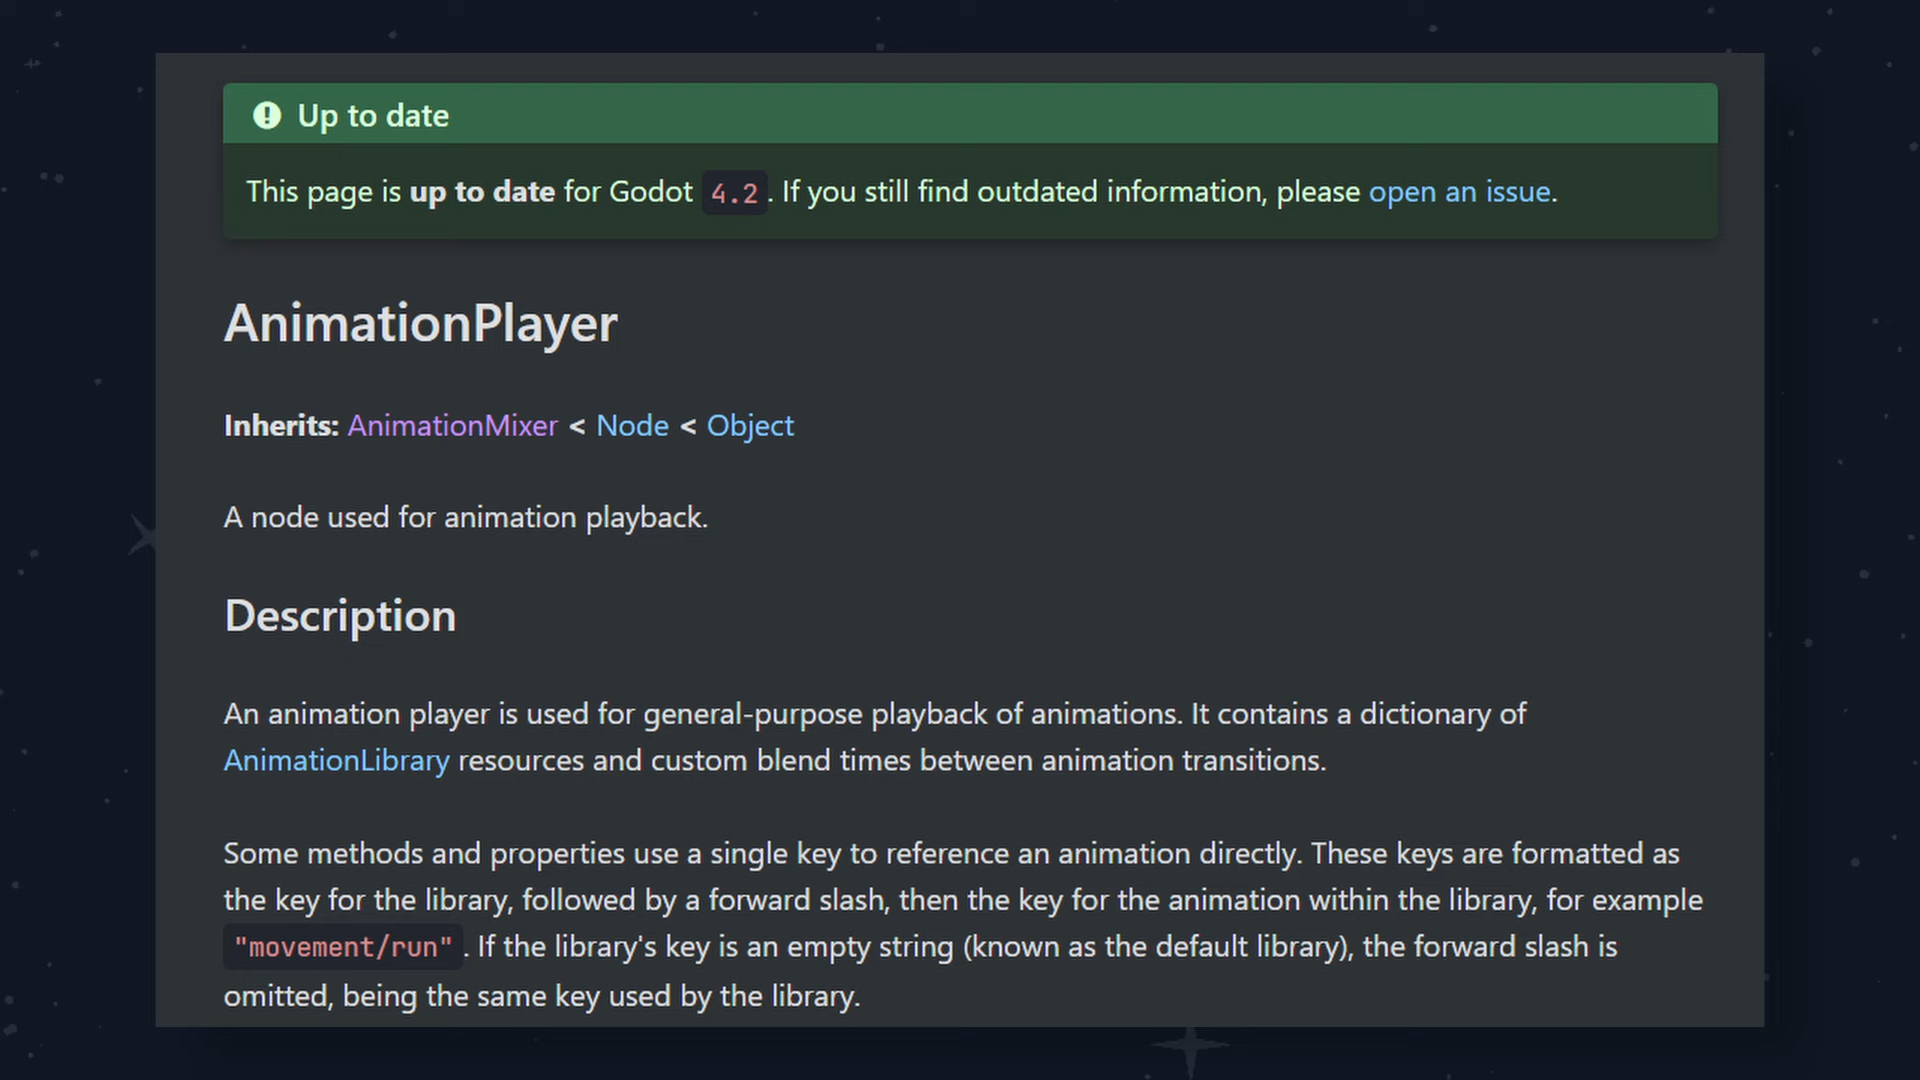 Up to date
This page is up to date for Godot 4.2. If you still find outdated information, please open an issue.
AnimationPlayer
Inherits: AnimationMixer < Node < Object
A node used for animation playback.
Description
An animation player is used for general-purpose playback of animations. It contains a dictionary of
AnimationLibrary resources and custom blend times between animation transitions.
Some methods and properties use a single key to reference an animation directly. These keys are formatted as
the key for the library, followed by a forward slash, then the key for the animation within the library, for example
"movement/run". If the library's key is an empty string (known as the default library), the forward slash is
omitted, being the same key used by the library.